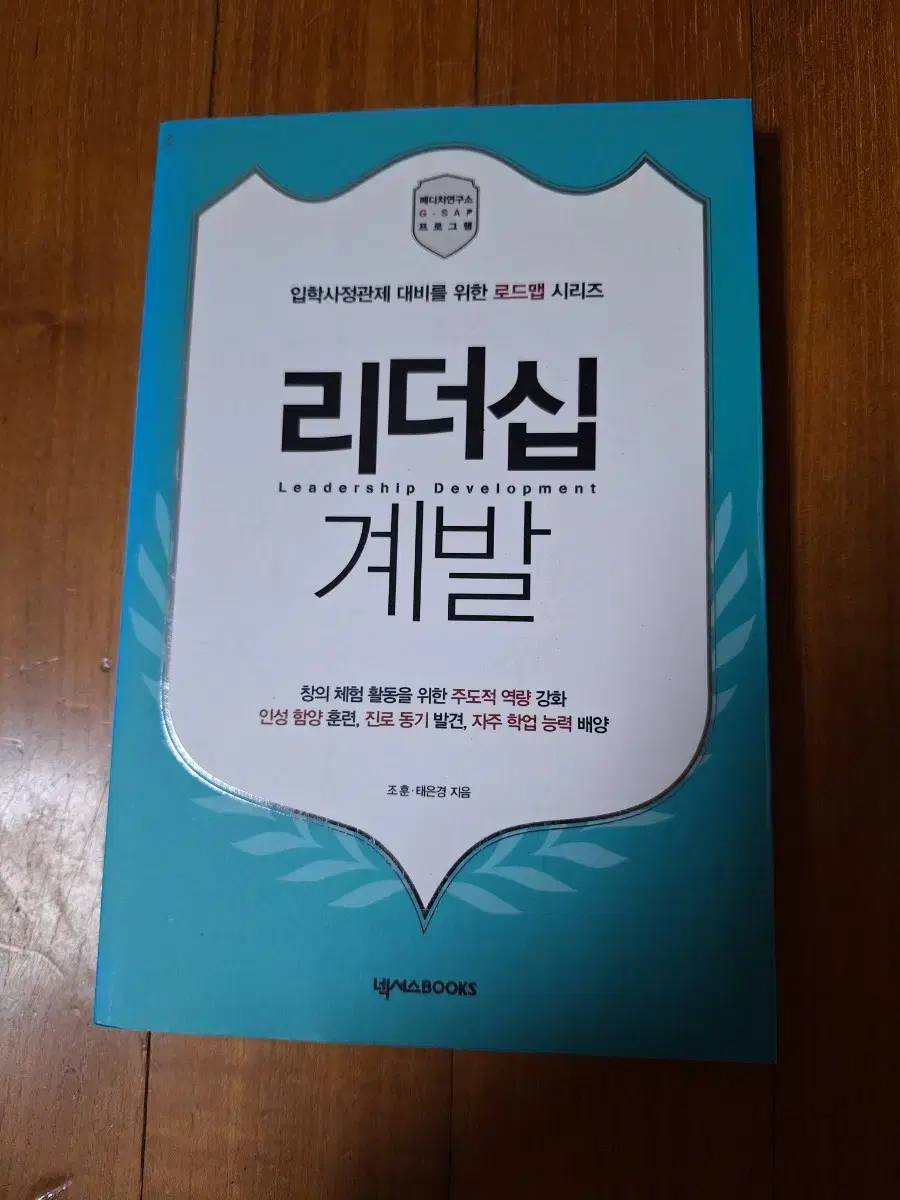 메디치연구소
G-SAP
프로그램
입학사정관제 대비를 위한 로드맵 시리즈
리더십
Leadership Development
계발
창의 체험 활동을 위한 주도적 역량 강화
인성 함양 훈련, 진로 동기 발견, 자주 학업 능력 배양
조훈·태은경 지음
넥서스BOOKS